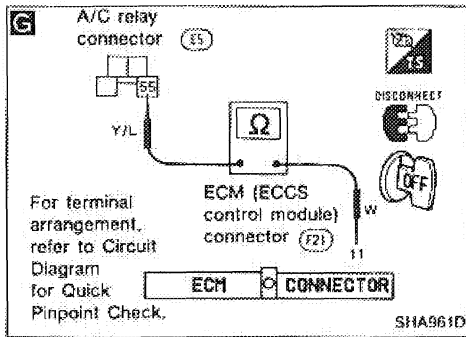 G
A/C relay
connector E5
55
Y/L
Ω
DISCONNECT
OFF
For terminal
arrangement,
refer to Circuit
Diagram
for Quick
Pinpoint Check.
ECM (ECCS
control module)
connector F21
W
11
ECM CONNECTOR
SHA961D